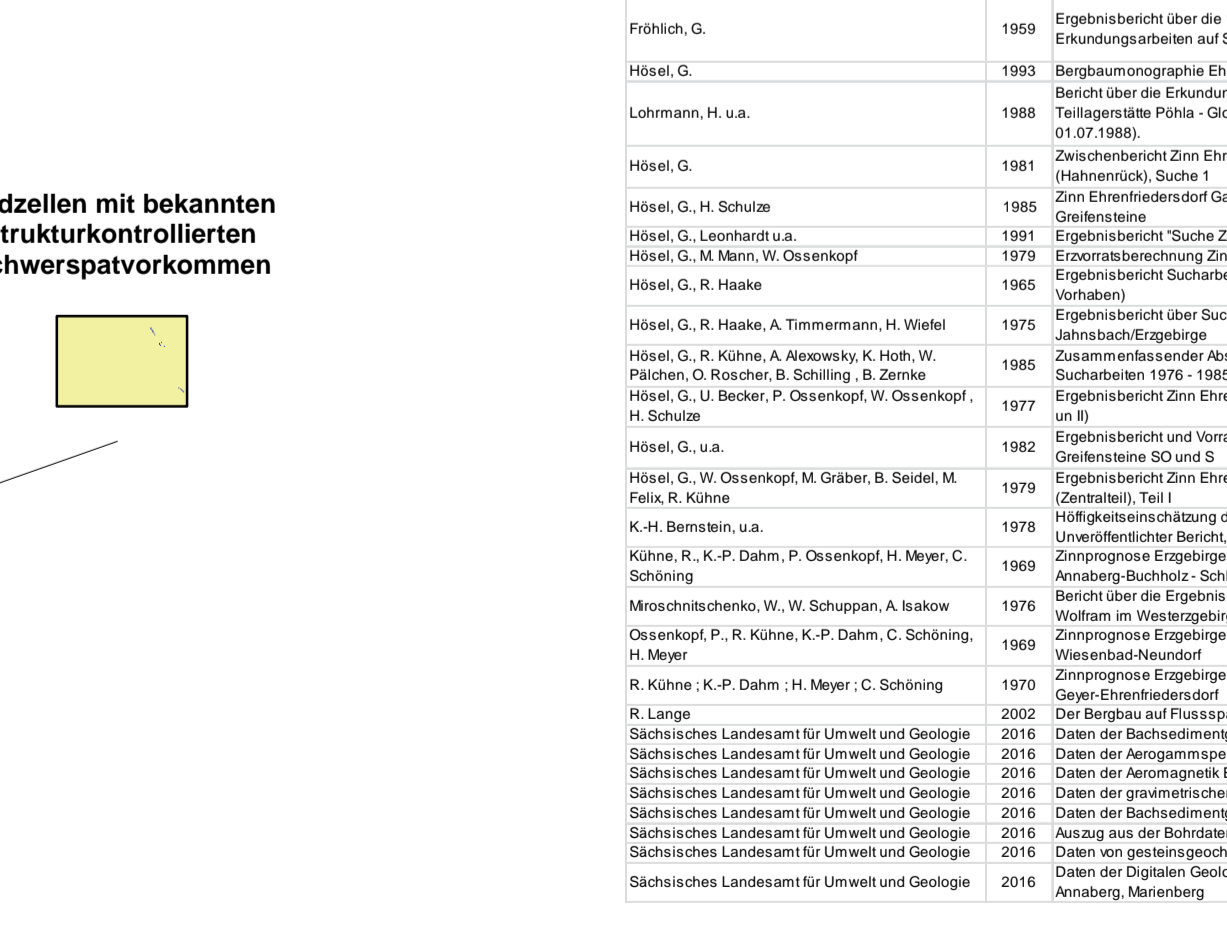 dzellen mit bekannten
trukturkontrollierten
chwerspatvorkommen
Fröhlich, G. 1959 Ergebnisbericht über die
Erkundungsarbeiten auf S
Hösel, G. 1993 Bergbaumonographie Eh
Lohrmann, H. u.a. 1988 Bericht über die Erkundun
Teillagerstätte Pöhla - Glo
01.07.1988).
Hösel, G. 1981 Zwischenbericht Zinn Ehr
(Hahnenrück), Suche 1
Hösel, G., H. Schulze 1985 Zinn Ehrenfriedersdorf Ga
Greifensteine
Hösel, G., Leonhardt u.a. 1991 Ergebnisbericht "Suche Z
Hösel, G., M. Mann, W. Ossenkopf 1979 Erzvorratsberechnung Zin
Hösel, G., R. Haake 1965 Ergebnisbericht Sucharbe
Vorhaben)
Hösel, G., R. Haake, A. Timmermann, H. Wiefel 1975 Ergebnisbericht über Suc
Jahnsbach/Erzgebirge
Hösel, G., R. Kühne, A. Alexowsky, K. Hoth, W.
Pälchen, O. Roscher, B. Schilling , B. Zernke 1985 Zusammenfassender Abs
Sucharbeiten 1976 - 1985
Hösel, G., U. Becker, P. Ossenkopf, W. Ossenkopf ,
H. Schulze 1977 Ergebnisbericht Zinn Ehre
un II)
Hösel, G., u.a. 1982 Ergebnisbericht und Vorra
Greifensteine SO und S
Hösel, G., W. Ossenkopf, M. Gräber, B. Seidel, M.
Felix, R. Kühne 1979 Ergebnisbericht Zinn Ehre
(Zentralteil), Teil I
K.-H. Bernstein, u.a. 1978 Höffigkeitseinschätzung d
Unveröffentlichter Bericht,
Kühne, R., K.-P. Dahm, P. Ossenkopf, H. Meyer, C.
Schöning 1969 Zinnprognose Erzgebirge
Annaberg-Buchholz - Schl
Miroschnitschenko, W., W. Schuppan, A. Isakow 1976 Bericht über die Ergebnis
Wolfram im Westerzgebirg
Ossenkopf, P., R. Kühne, K.-P. Dahm, C. Schöning,
H. Meyer 1969 Zinnprognose Erzgebirge
Wiesenbad-Neundorf
R. Kühne ; K.-P. Dahm ; H. Meyer ; C. Schöning 1970 Zinnprognose Erzgebirge
Geyer-Ehrenfriedersdorf
R. Lange 2002 Der Bergbau auf Flussspa
Sächsisches Landesamt für Umwelt und Geologie 2016 Daten der Bachsedimentg
Sächsisches Landesamt für Umwelt und Geologie 2016 Daten der Aerogammspe
Sächsisches Landesamt für Umwelt und Geologie 2016 Daten der Aeromagnetik E
Sächsisches Landesamt für Umwelt und Geologie 2016 Daten der gravimetrische
Sächsisches Landesamt für Umwelt und Geologie 2016 Daten der Bachsedimentg
Sächsisches Landesamt für Umwelt und Geologie 2016 Auszug aus der Bohrdate
Sächsisches Landesamt für Umwelt und Geologie 2016 Daten von gesteinsgeoch
Sächsisches Landesamt für Umwelt und Geologie 2016 Daten der Digitalen Geolo
Annaberg, Marienberg